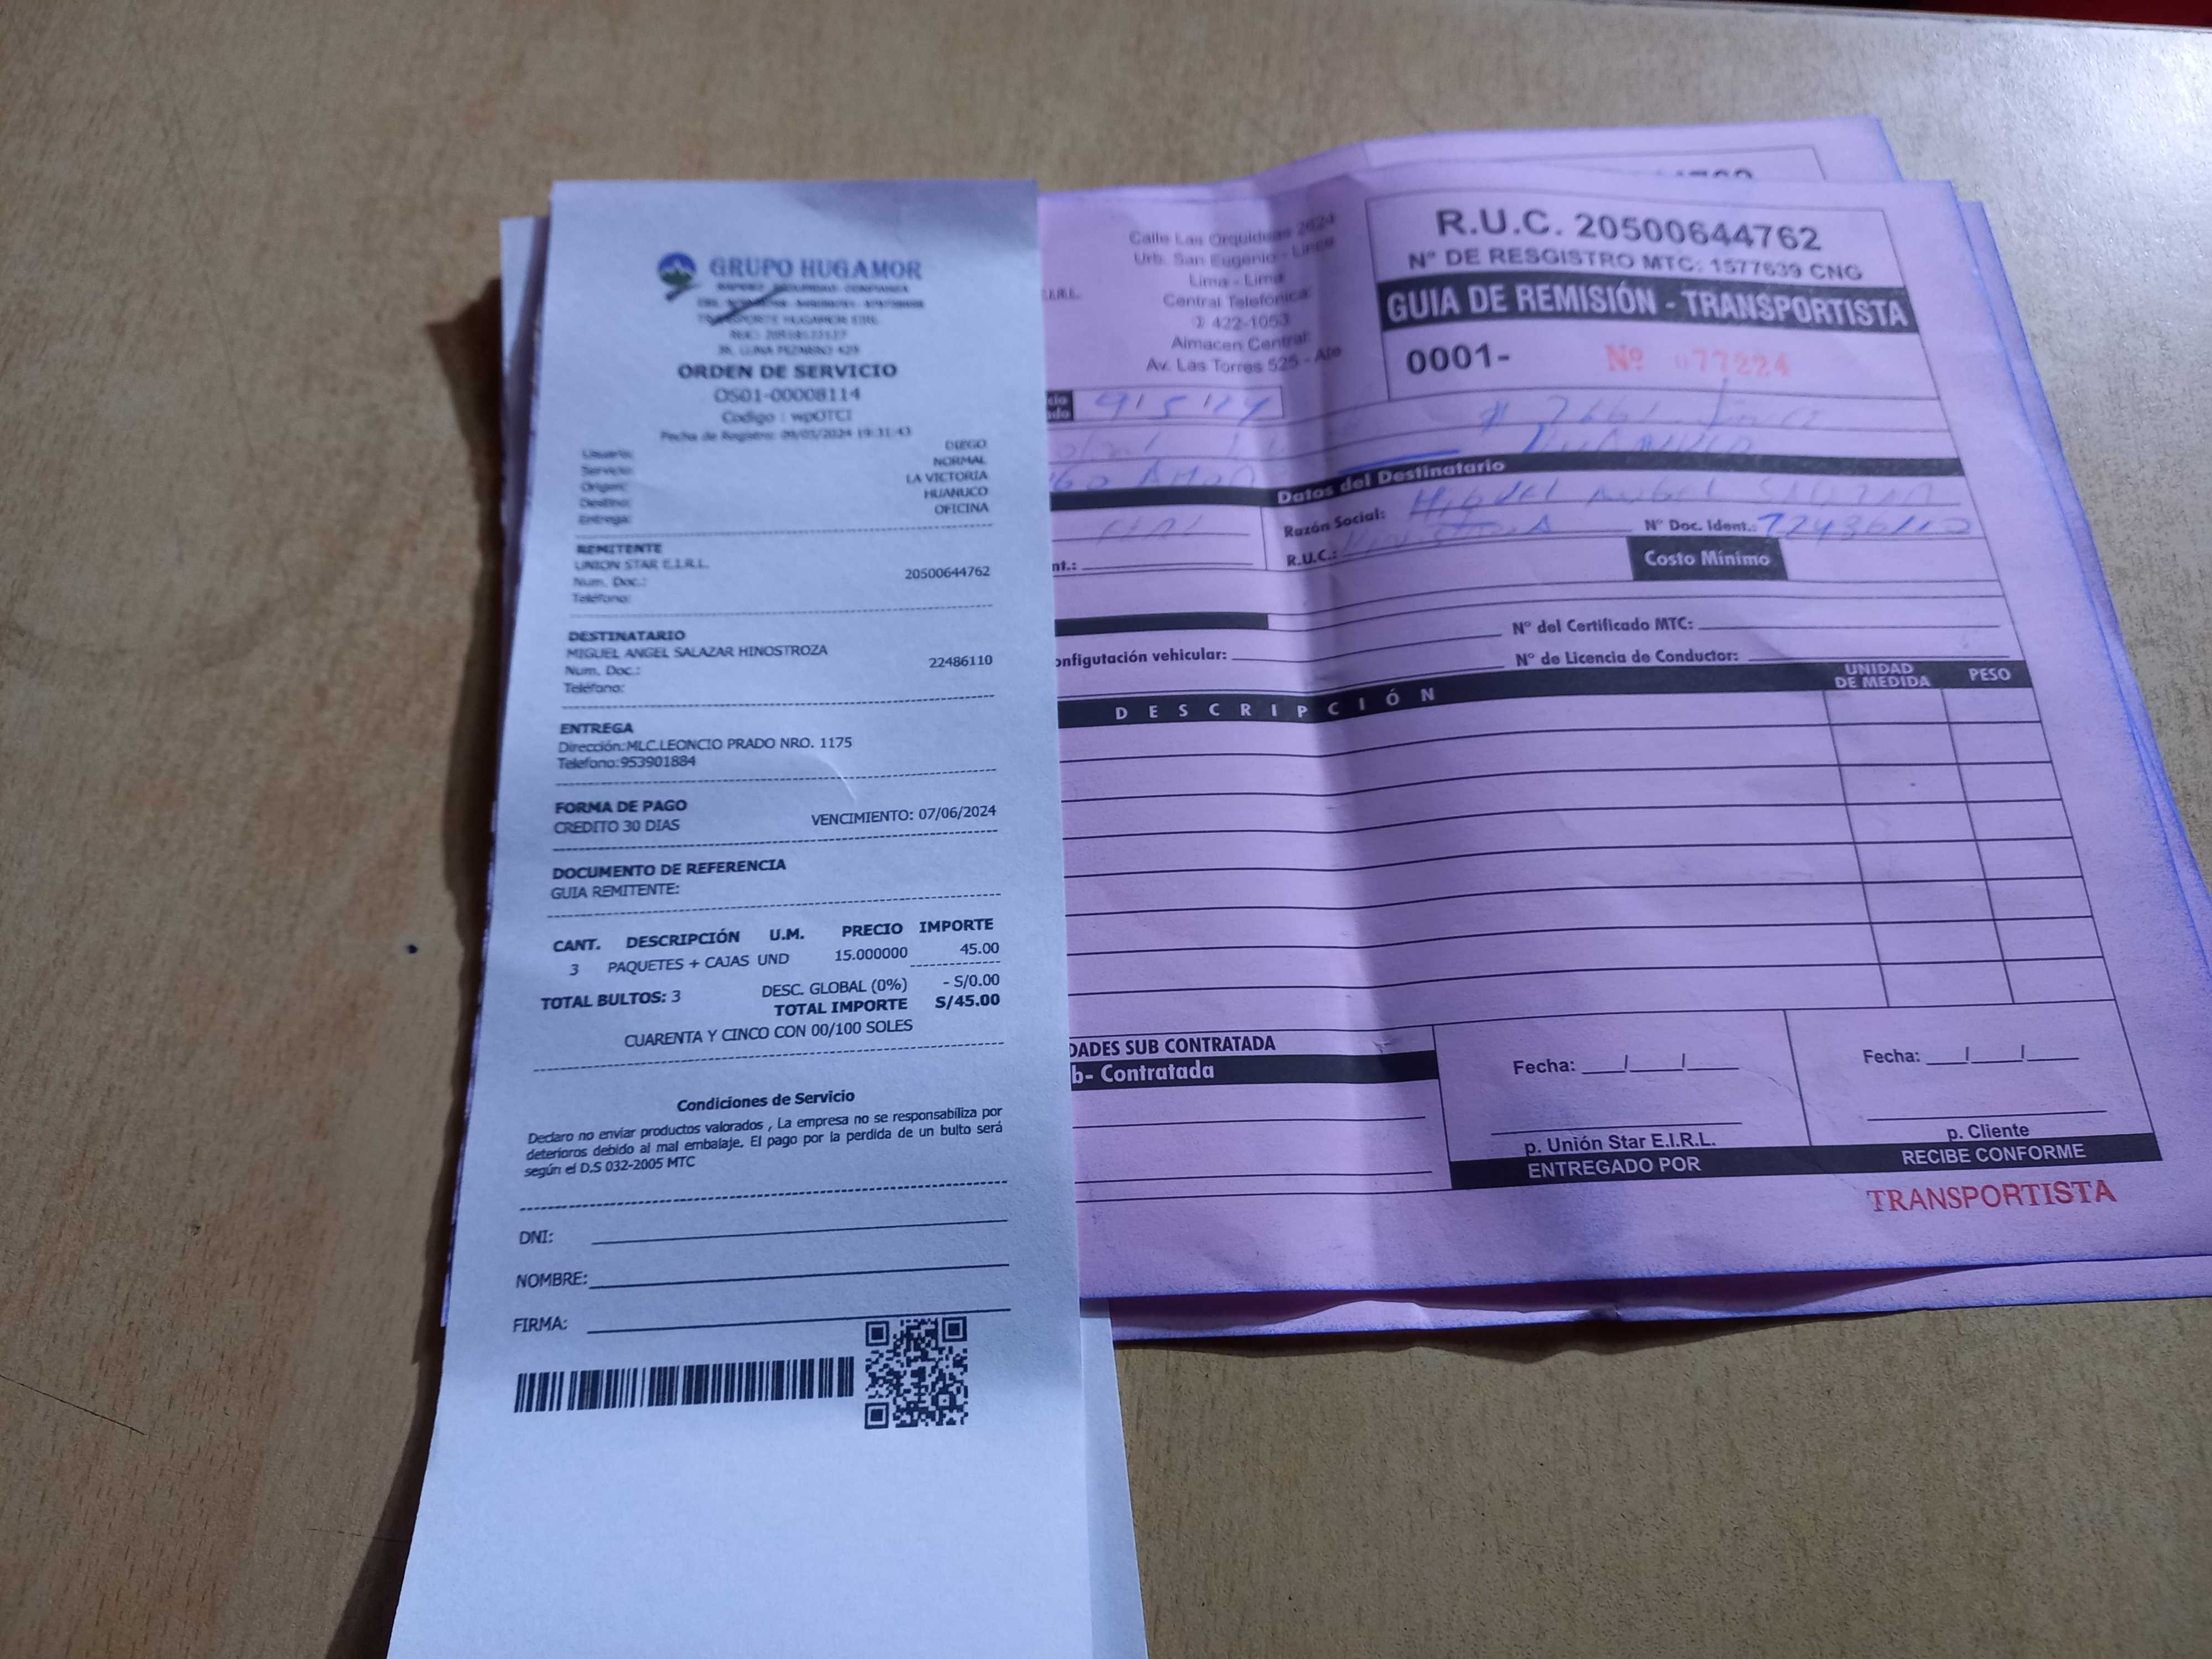 GRUPO HUGAMOR
TRANSPORTE HUGAMOR EIRL
ORDEN DE SERVICIO
OS01-00008114
Codigo : wpOTCI
Fecha de Registro: 09/05/2024 19:31:43
Usuario: DIEGO
Servicio: NORMAL
Origen: LA VICTORIA
Destino: HUANUCO
Entrega: OFICINA
REMITENTE
UNION STAR E.I.R.L.
Num. Doc.: 20500644762
Teléfono:
DESTINATARIO
MIGUEL ANGEL SALAZAR HINOSTROZA
Num. Doc.: 22486110
Teléfono:
ENTREGA
Dirección:MLC.LEONCIO PRADO NRO. 1175
Telefono:953901884
FORMA DE PAGO
CREDITO 30 DIAS VENCIMIENTO: 07/06/2024
DOCUMENTO DE REFERENCIA
GUIA REMITENTE:
CANT. DESCRIPCIÓN U.M. PRECIO IMPORTE
3 PAQUETES + CAJAS UND 15.000000 45.00
DESC. GLOBAL (0%) - S/0.00
TOTAL BULTOS: 3 TOTAL IMPORTE S/45.00
CUARENTA Y CINCO CON 00/100 SOLES
Condiciones de Servicio
Declaro no enviar productos valorados , La empresa no se responsabiliza por
deterioros debido al mal embalaje. El pago por la perdida de un bulto será
según el D.S 032-2005 MTC
DNI:
NOMBRE:
FIRMA:
Calle Las Orquideas 2624
Urb. San Eugenio - Lince
Lima - Lima
Central Telefónica:
422-1053
Almacen Central:
Av. Las Torres 525 - Ate
R.U.C. 20500644762
N° DE RESGISTRO MTC: 1577639 CNG
GUIA DE REMISIÓN - TRANSPORTISTA
0001- Nº 077224
Datos del Destinatario
Razón Social: Miguel Angel
R.U.C.: N° Doc. Ident.:
Costo Mínimo
N° del Certificado MTC:
onfigutación vehicular:
N° de Licencia de Conductor:
DESCRIPCIÓN UNIDAD DE MEDIDA PESO
DADES SUB CONTRATADA
b- Contratada
Fecha: / /
p. Unión Star E.I.R.L.
ENTREGADO POR
Fecha: / /
p. Cliente
RECIBE CONFORME
TRANSPORTISTA